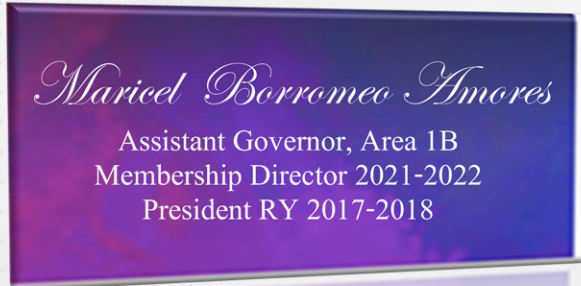 Maricel Borromeo Amores
Assistant Governor, Area 1B
Membership Director 2021-2022
President RY 2017-2018